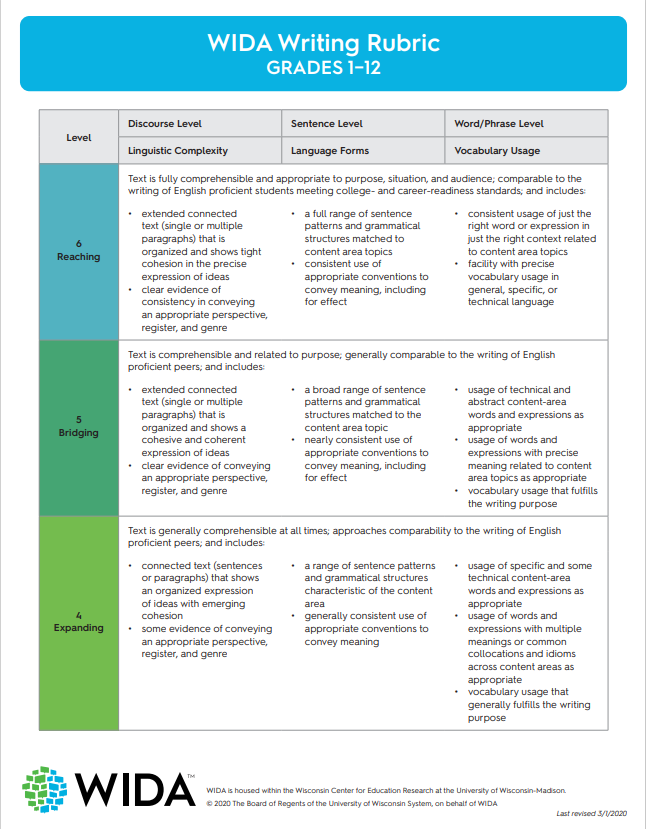 WIDA Writing Rubric
GRADES 1–12
Level
Discourse Level
Sentence Level
Word/Phrase Level
Linguistic Complexity
Language Forms
Vocabulary Usage
6
Reaching
Text is fully comprehensible and appropriate to purpose, situation, and audience; comparable to the
writing of English proficient students meeting college- and career-readiness standards; and includes:
• extended connected
text (single or multiple
paragraphs) that is
organized and shows tight
cohesion in the precise
expression of ideas
• clear evidence of
consistency in conveying
an appropriate perspective,
register, and genre
• a full range of sentence
patterns and grammatical
structures matched to
content area topics
• consistent use of
appropriate conventions to
convey meaning, including
for effect
• consistent usage of just the
right word or expression in
just the right context related
to content area topics
• facility with precise
vocabulary usage in
general, specific, or
technical language
5
Bridging
Text is comprehensible and related to purpose; generally comparable to the writing of English
proficient peers; and includes:
• extended connected
text (single or multiple
paragraphs) that is
organized and shows a
cohesive and coherent
expression of ideas
• clear evidence of conveying
an appropriate perspective,
register, and genre
• a broad range of sentence
patterns and grammatical
structures matched to the
content area topic
• nearly consistent use of
appropriate conventions to
convey meaning, including
for effect
• usage of technical and
abstract content-area
words and expressions as
appropriate
• usage of words and
expressions with precise
meaning related to content
area topics as appropriate
• vocabulary usage that fulfills
the writing purpose
4
Expanding
Text is generally comprehensible at all times; approaches comparability to the writing of English
proficient peers; and includes:
• connected text (sentences
or paragraphs) that shows
an organized expression
of ideas with emerging
cohesion
• some evidence of conveying
an appropriate perspective,
register, and genre
• a range of sentence patterns
and grammatical structures
characteristic of the content
area
• generally consistent use of
appropriate conventions to
convey meaning
• usage of specific and some
technical content-area
words and expressions as
appropriate
• usage of words and
expressions with multiple
meanings or common
collocations and idioms
across content areas as
appropriate
• vocabulary usage that
generally fulfills the writing
purpose
WIDA™
WIDA is housed within the Wisconsin Center for Education Research at the University of Wisconsin-Madison.
© 2020 The Board of Regents of the University of Wisconsin System, on behalf of WIDA
Last revised 3/1/2020